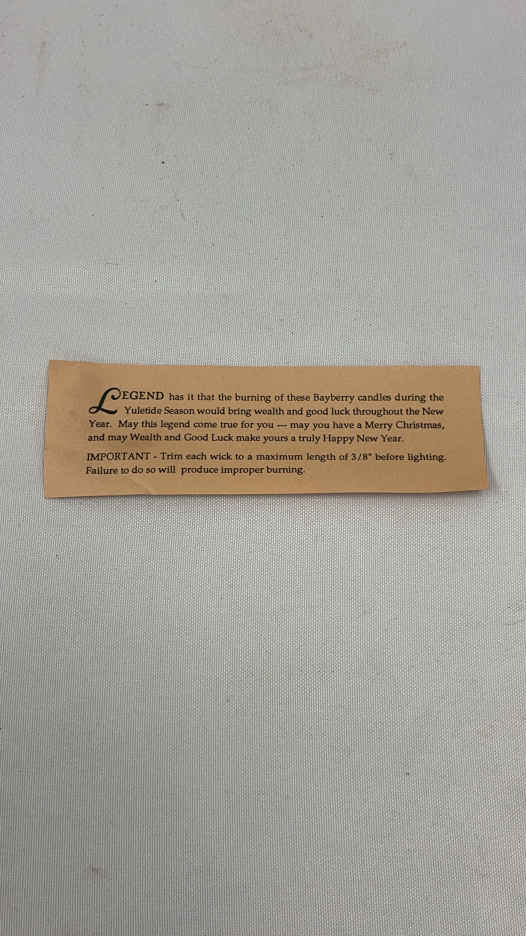 LEGEND has it that the burning of these Bayberry candles during the
Yuletide Season would bring wealth and good luck throughout the New
Year. May this legend come true for you — may you have a Merry Christmas,
and may Wealth and Good Luck make yours a truly Happy New Year.
IMPORTANT - Trim each wick to a maximum length of 3/8" before lighting.
Failure to do so will produce improper burning.